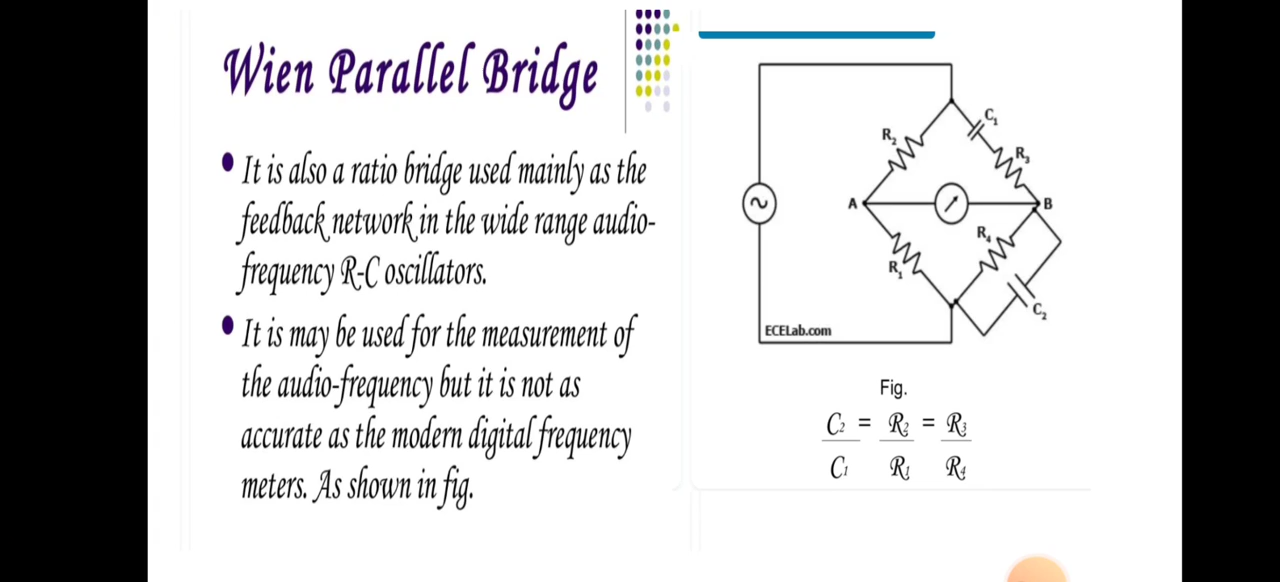 Wien Parallel Bridge
• It is also a ratio bridge used mainly as the
feedback network in the wide range audio-
frequency R-C oscillators.
• It is may be used for the measurement of
the audio-frequency but it is not as
accurate as the modern digital frequency
meters. As shown in fig.
C₁
R₂
R₃
A
B
R₄
R₁
C₂
ECELab.com
Fig.
C₂ = R₂ = R₃
C₁ R₁ R₄